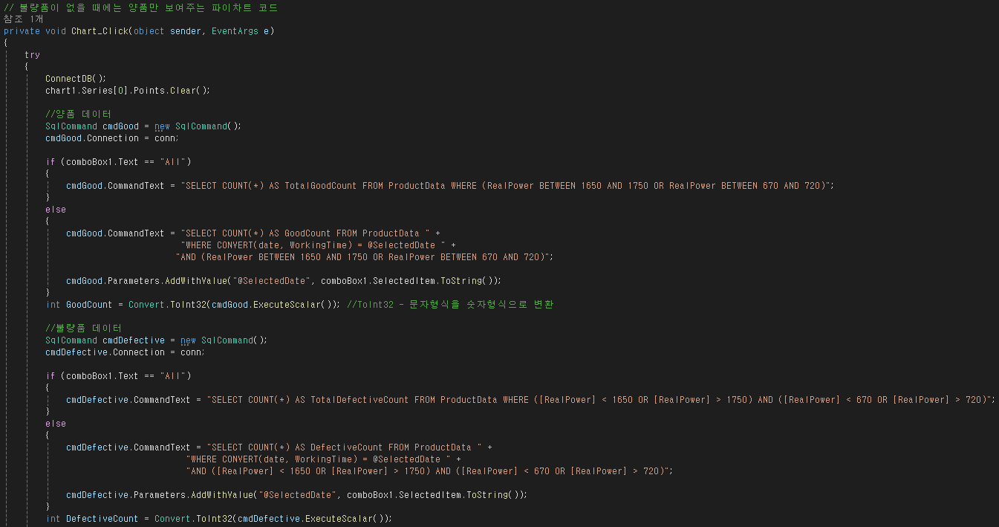 // 불량품이 없을 때에는 양품만 보여주는 파이차트 코드
참조 1개
private void Chart_Click(object sender, EventArgs e)
{
try
{
ConnectDB();
chart1.Series[0].Points.Clear();
//양품 데이터
SqlCommand cmdGood = new SqlCommand();
cmdGood.Connection = conn;
if (comboBox1.Text == "All")
{
cmdGood.CommandText = "SELECT COUNT(*) AS TotalGoodCount FROM ProductData WHERE (RealPower BETWEEN 1650 AND 1750 OR RealPower BETWEEN 670 AND 720)";
}
else
{
cmdGood.CommandText = "SELECT COUNT(*) AS GoodCount FROM ProductData " +
"WHERE CONVERT(date, WorkingTime) = @SelectedDate " +
"AND (RealPower BETWEEN 1650 AND 1750 OR RealPower BETWEEN 670 AND 720)";
cmdGood.Parameters.AddWithValue("@SelectedDate", comboBox1.SelectedItem.ToString());
}
int GoodCount = Convert.ToInt32(cmdGood.ExecuteScalar()); //ToInt32 - 문자형식을 숫자형식으로 변환
//불량품 데이터
SqlCommand cmdDefective = new SqlCommand();
cmdDefective.Connection = conn;
if (comboBox1.Text == "All")
{
cmdDefective.CommandText = "SELECT COUNT(*) AS TotalDefectiveCount FROM ProductData WHERE ([RealPower] < 1650 OR [RealPower] > 1750) AND ([RealPower] < 670 OR [RealPower] > 720)";
}
else
{
cmdDefective.CommandText = "SELECT COUNT(*) AS DefectiveCount FROM ProductData " +
"WHERE CONVERT(date, WorkingTime) = @SelectedDate " +
"AND ([RealPower] < 1650 OR [RealPower] > 1750) AND ([RealPower] < 670 OR [RealPower] > 720)";
cmdDefective.Parameters.AddWithValue("@SelectedDate", comboBox1.SelectedItem.ToString());
}
int DefectiveCount = Convert.ToInt32(cmdDefective.ExecuteScalar());